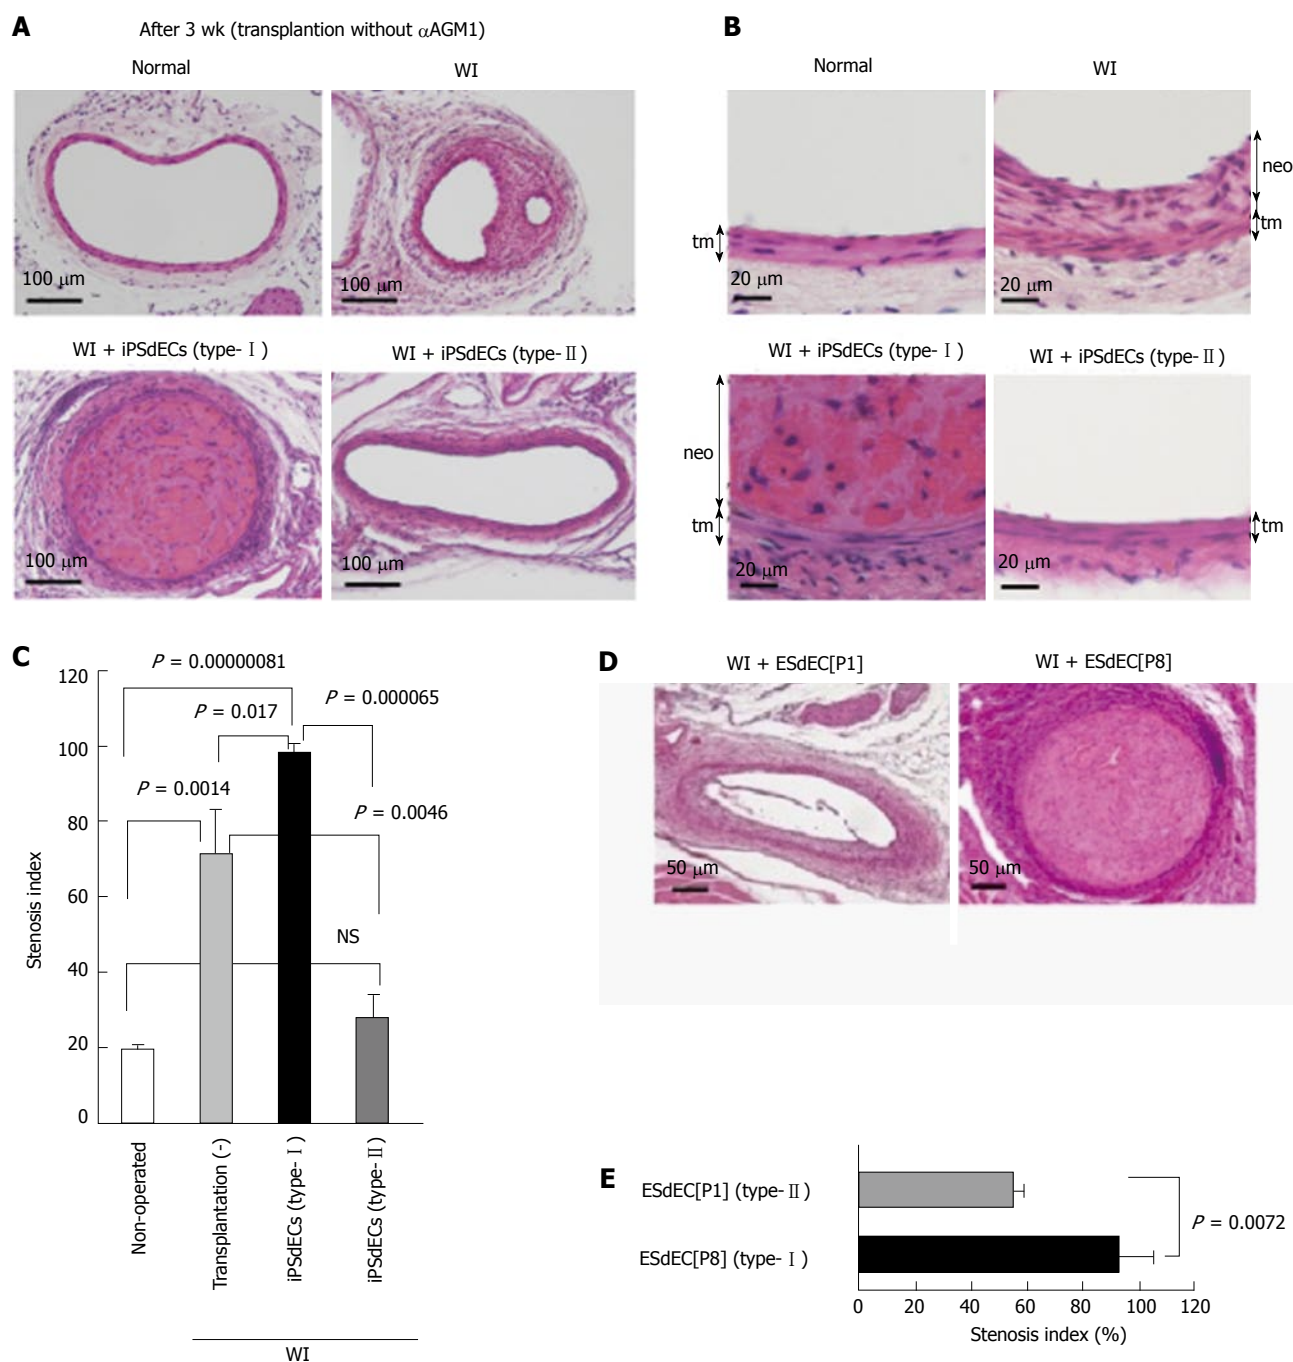 A
After 3 wk (transplantion without αAGM1)
Normal
WI
100 μm
100 μm
WI + iPSdECs (type-Ⅰ)
WI + iPSdECs (type-Ⅱ)
100 μm
100 μm
B
Normal
WI
tm
neo
tm
20 μm
20 μm
WI + iPSdECs (type-Ⅰ)
WI + iPSdECs (type-Ⅱ)
neo
tm
tm
20 μm
20 μm
C
Stenosis index
120
100
80
60
40
20
0
P = 0.00000081
P = 0.017
P = 0.000065
P = 0.0014
P = 0.0046
NS
Non-operated
Transplantation (-)
iPSdECs (type-Ⅰ)
iPSdECs (type-Ⅱ)
WI
D
WI + ESdEC[P1]
WI + ESdEC[P8]
50 μm
50 μm
E
ESdEC[P1] (type-Ⅱ)
ESdEC[P8] (type-Ⅰ)
P = 0.0072
0 20 40 60 80 100 120
Stenosis index (%)